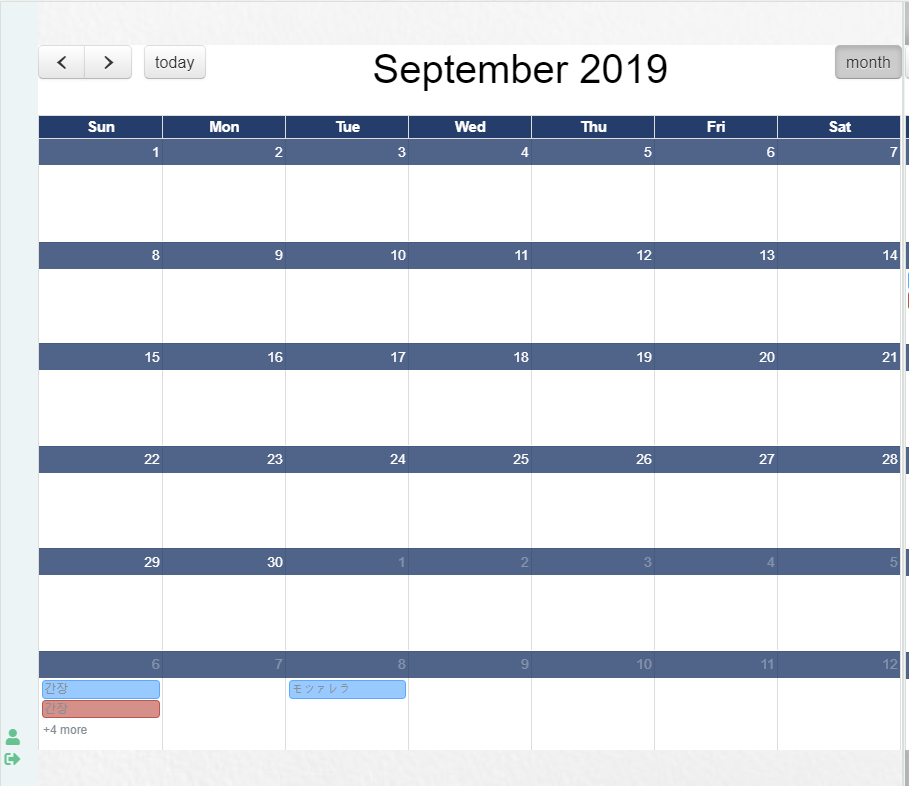 today
September 2019
month
Sun Mon Tue Wed Thu Fri Sat
1 2 3 4 5 6 7
8 9 10 11 12 13 14
15 16 17 18 19 20 21
22 23 24 25 26 27 28
29 30 1 2 3 4 5
6 7 8 9 10 11 12
간장 モツァレラ
간장
+4 more